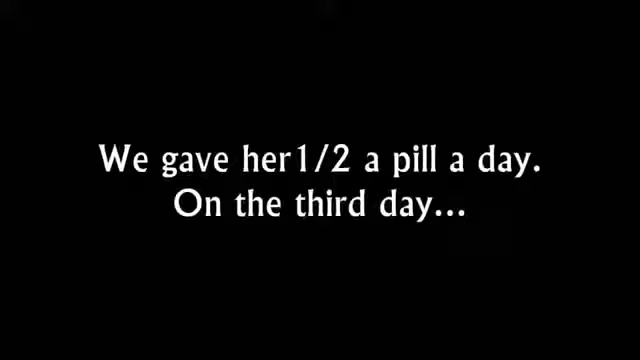 We gave her1/2 a pill a day.
On the third day...